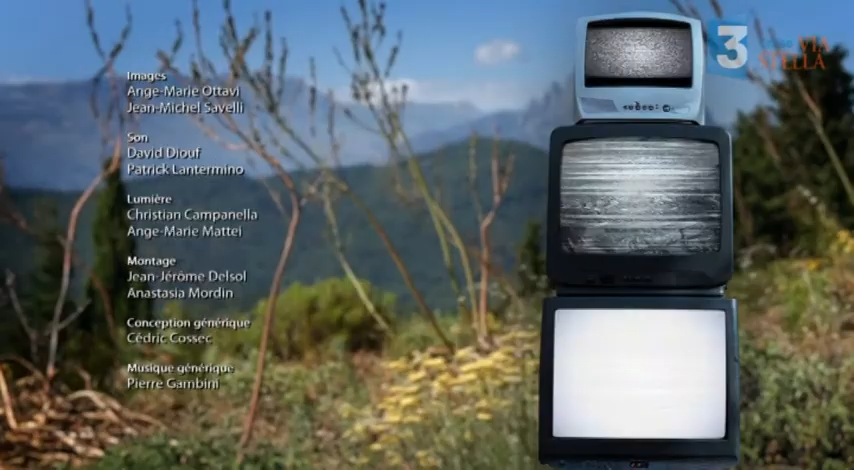 3
VIA
STELLA
Images
Ange-Marie Ottavi
Jean-Michel Savelli
Son
David Diouf
Patrick Lantermino
Lumière
Christian Campanella
Ange-Marie Mattei
Montage
Jean-Jérôme Delsol
Anastasia Mordin
Conception générique
Cédric Cossec
Musique générique
Pierre Gambini